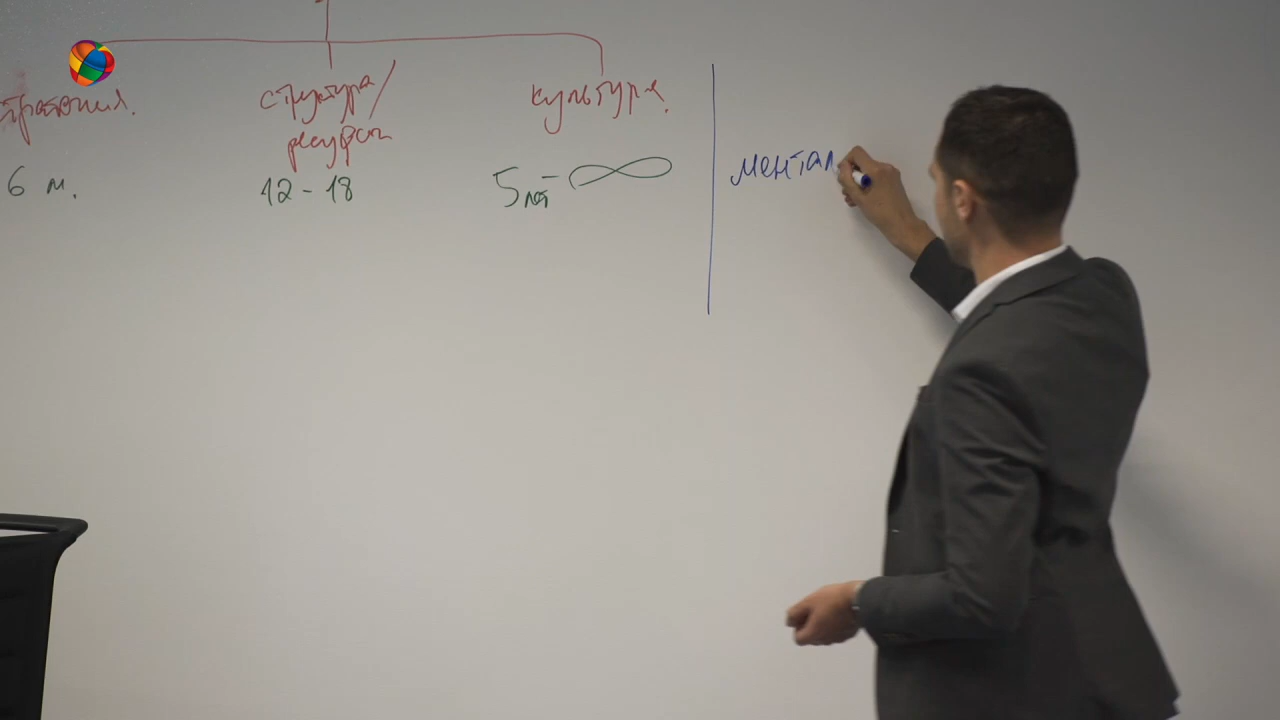 стратегия.
структура/
ресурсы
культура.
6 м.
12 - 18
5 лет - ∞
ментал